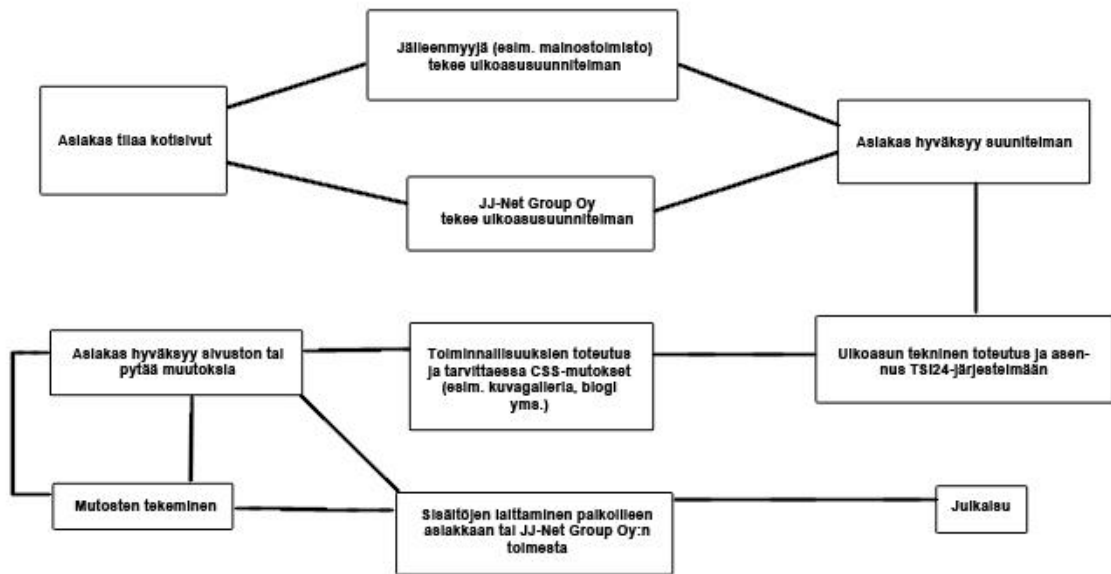 Jälleenmyyjä (esim. mainostoimisto)
tekee ulkoasusuunnitelman
Asiakas tilaa kotisivut
Asiakas hyväksyy suunitelman
JJ-Net Group Oy
tekee ulkoasusuunnitelman
Asiakas hyväksyy sivuston tai
pytää muutoksia
Toiminnallisuuksien toteutus
ja tarvittaessa CSS-mutokset
(esim. kuvagalleria, blogi
yms.)
Ulkoasun tekninen toteutus ja asen-
nus TSI24-järjestelmään
Mutosten tekeminen
Sisältöjen laittaminen paikoilleen
asiakkaan tai JJ-Net Group Oy:n
toimesta
Julkaisu